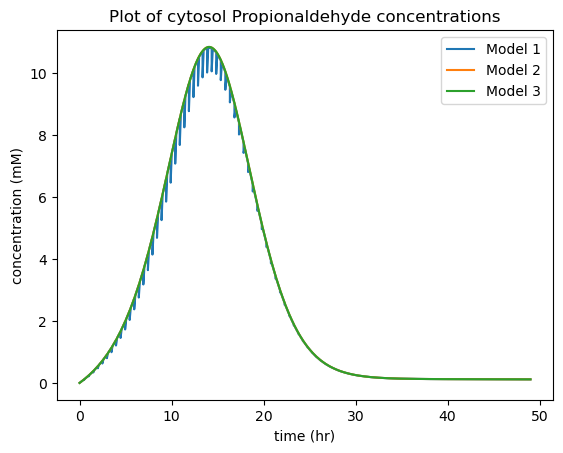 Plot of cytosol Propionaldehyde concentrations
Model 1
Model 2
Model 3
concentration (mM)
10
8
6
4
2
0
0 10 20 30 40 50
time (hr)